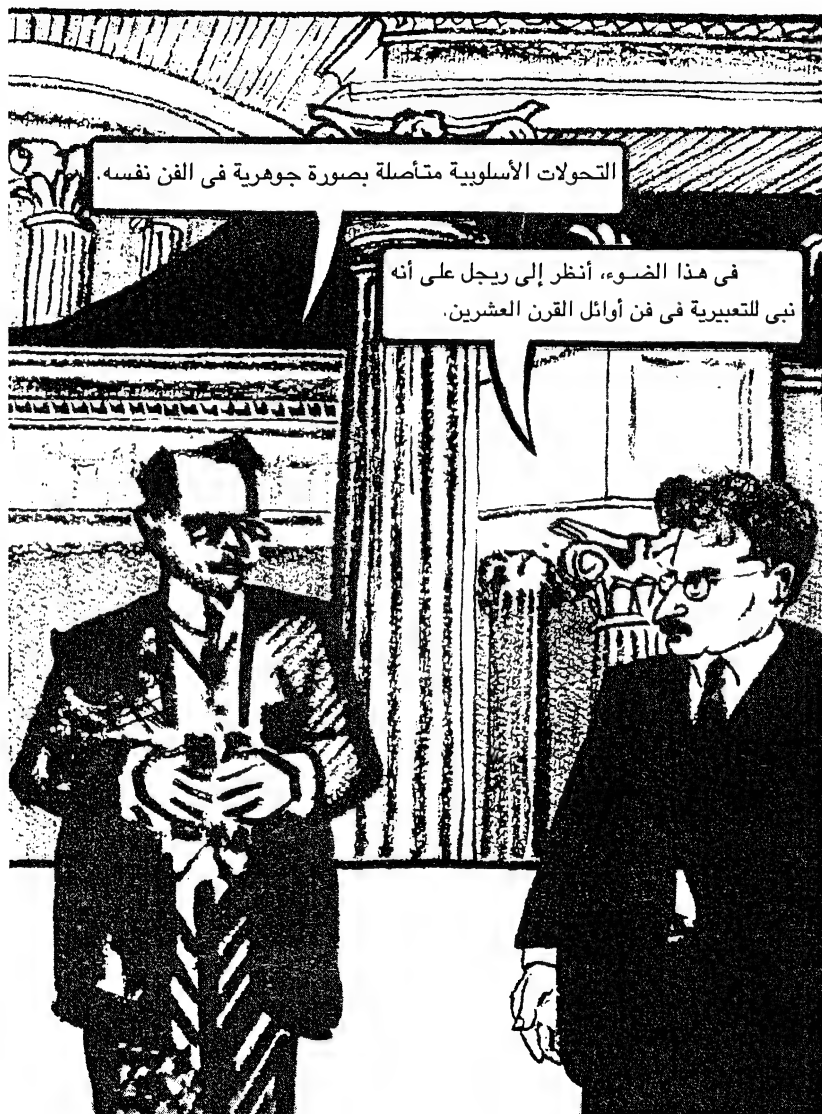 التحولات الأسلوبية متأصلة بصورة جوهرية فى الفن نفسه.
فى هذا الضوء، أنظر إلى ريجل على أنه
نبى للتعبيرية فى فن أوائل القرن العشرين.